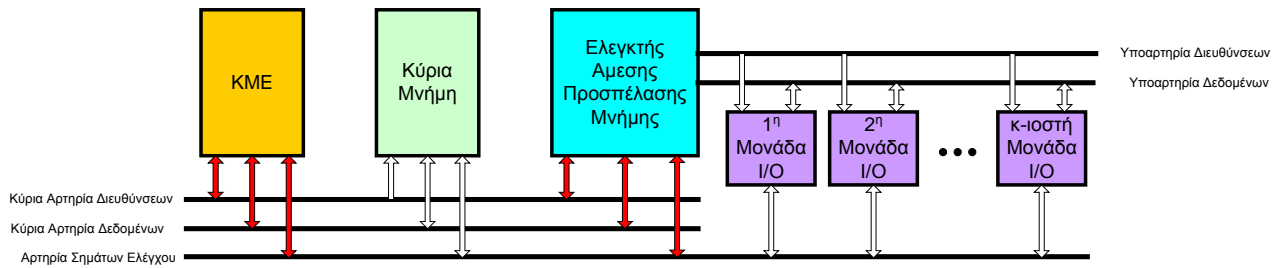 ΚΜΕ
Κύρια
Μνήμη
Ελεγκτής
Αμεσης
Προσπέλασης
Μνήμης
Υποαρτηρία Διευθύνσεων
Υποαρτηρία Δεδομένων
1η
Μονάδα
I/O
2η
Μονάδα
I/O
•••
κ-ιοστή
Μονάδα
I/O
Κύρια Αρτηρία Διευθύνσεων
Κύρια Αρτηρία Δεδομένων
Αρτηρία Σημάτων Ελέγχου